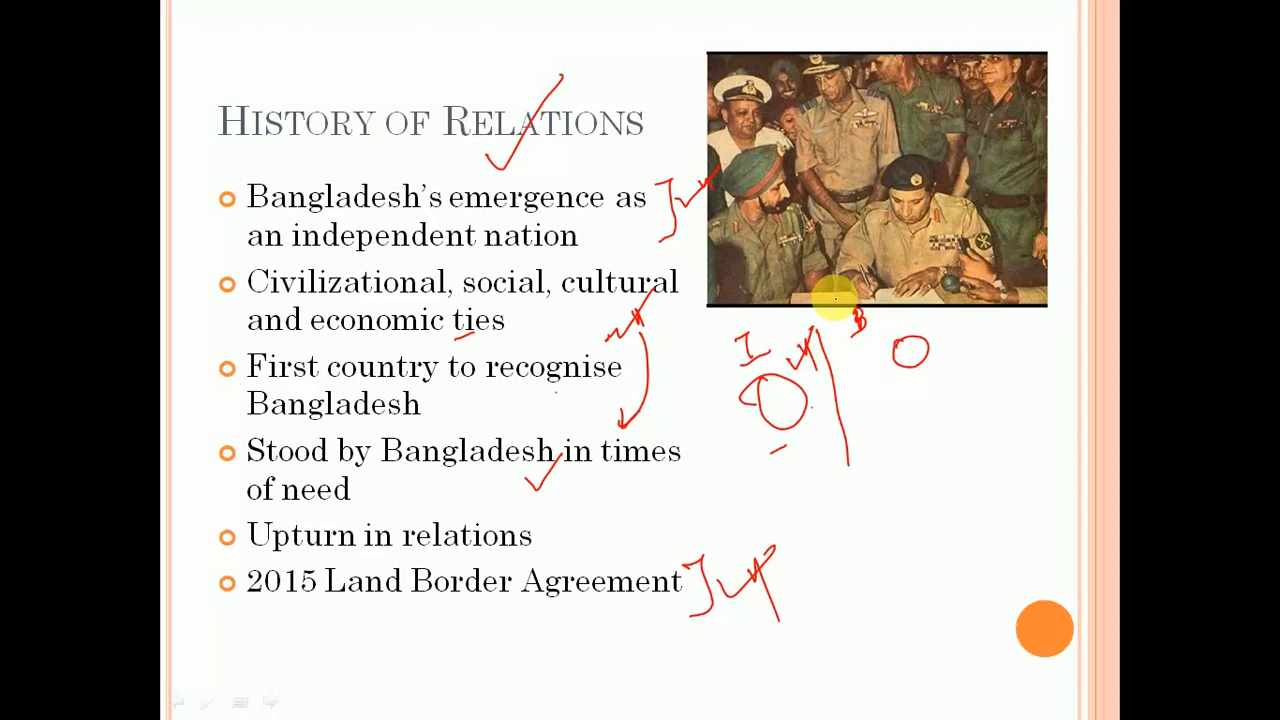 HISTORY OF RELATIONS
Bangladesh's emergence as
an independent nation
Civilizational, social, cultural
and economic ties
First country to recognise
Bangladesh
Stood by Bangladesh in times
of need
Upturn in relations
2015 Land Border Agreement
I
B